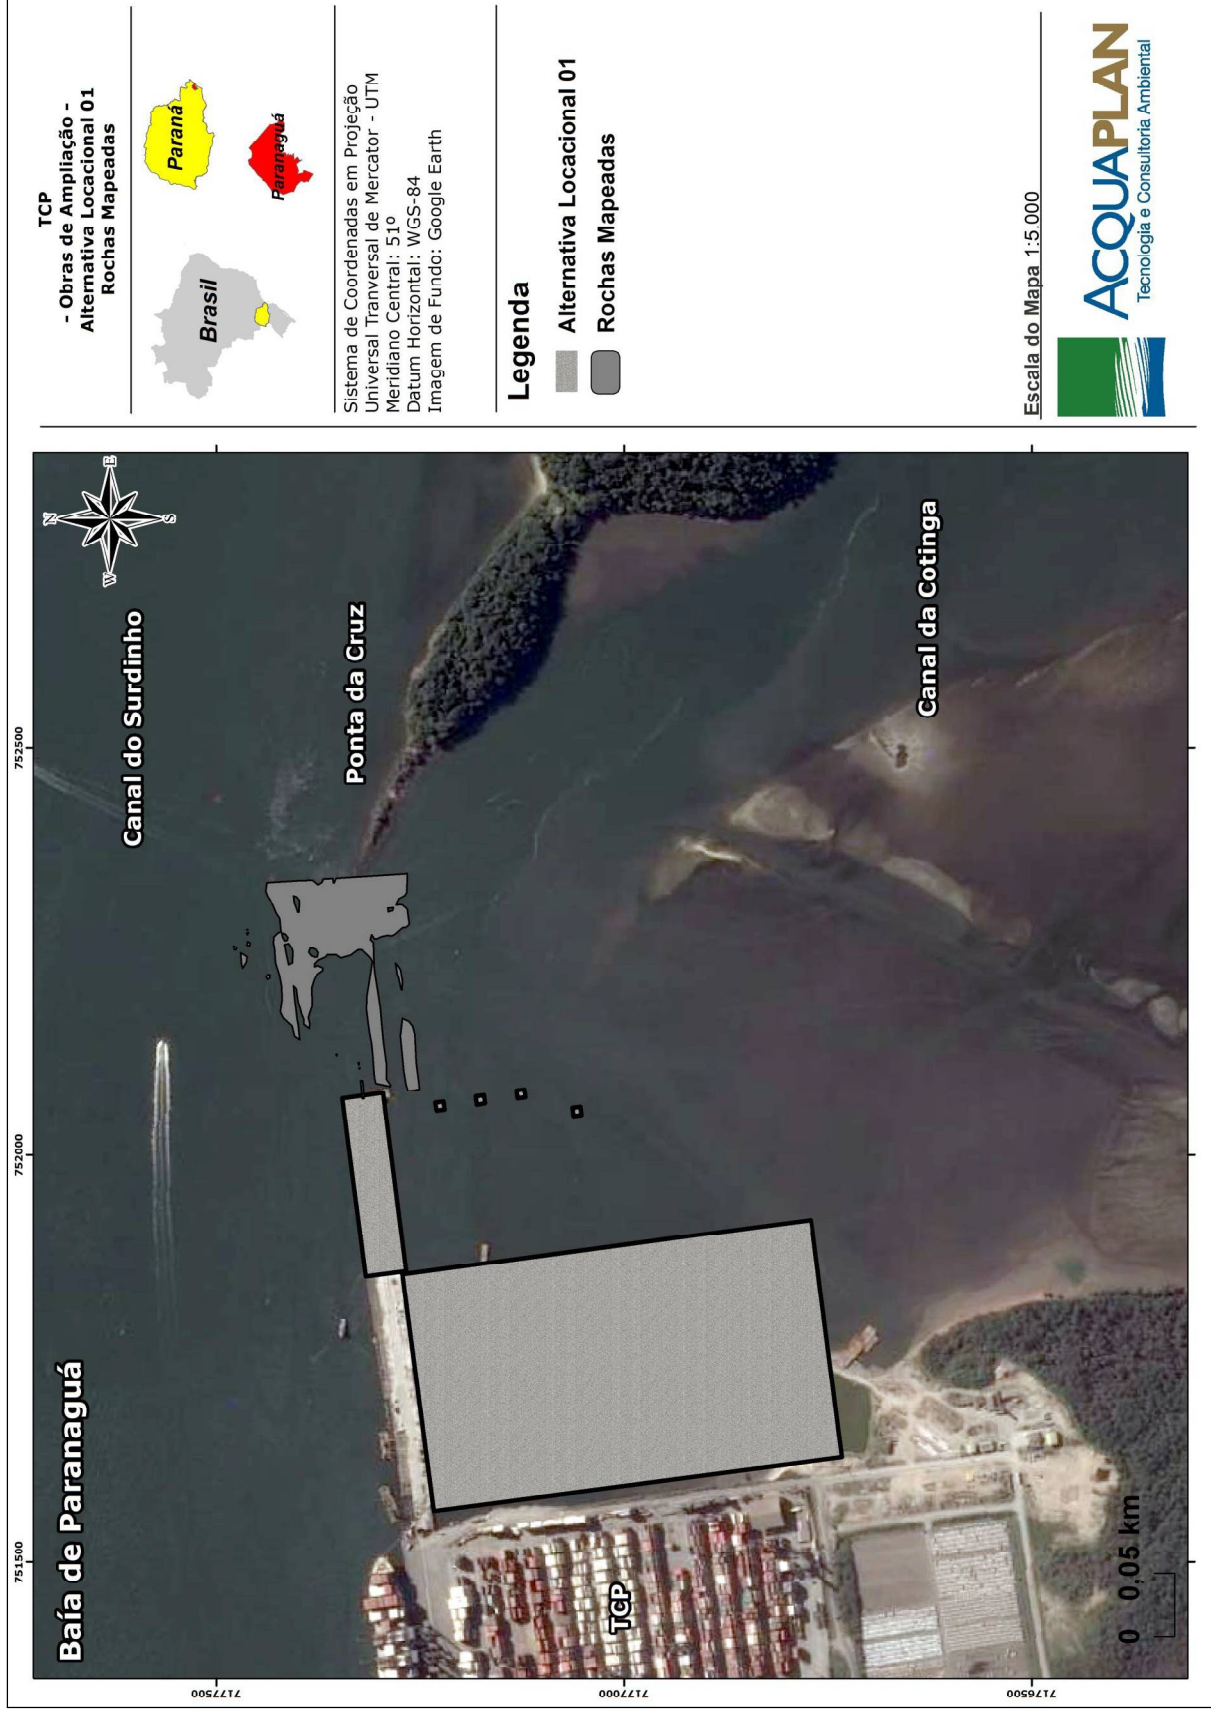 TCP
- Obras de Ampliação -
Alternativa Locacional 01
Rochas Mapeadas
Brasil
Paraná
Paranaguá
Sistema de Coordenadas em Projeção
Universal Tranversal de Mercator - UTM
Meridiano Central: 51º
Datum Horizontal: WGS-84
Imagem de Fundo: Google Earth
Legenda
Alternativa Locacional 01
Rochas Mapeadas
Escala do Mapa 1:5.000
ACQUAPLAN
Tecnologia e Consultoria Ambiental
751500
752000
752500
7177500
7177000
7176500
N
W
E
S
Baía de Paranaguá
Canal do Surdinho
Ponta da Cruz
Canal da Cotinga
TCP
0 0,05 km